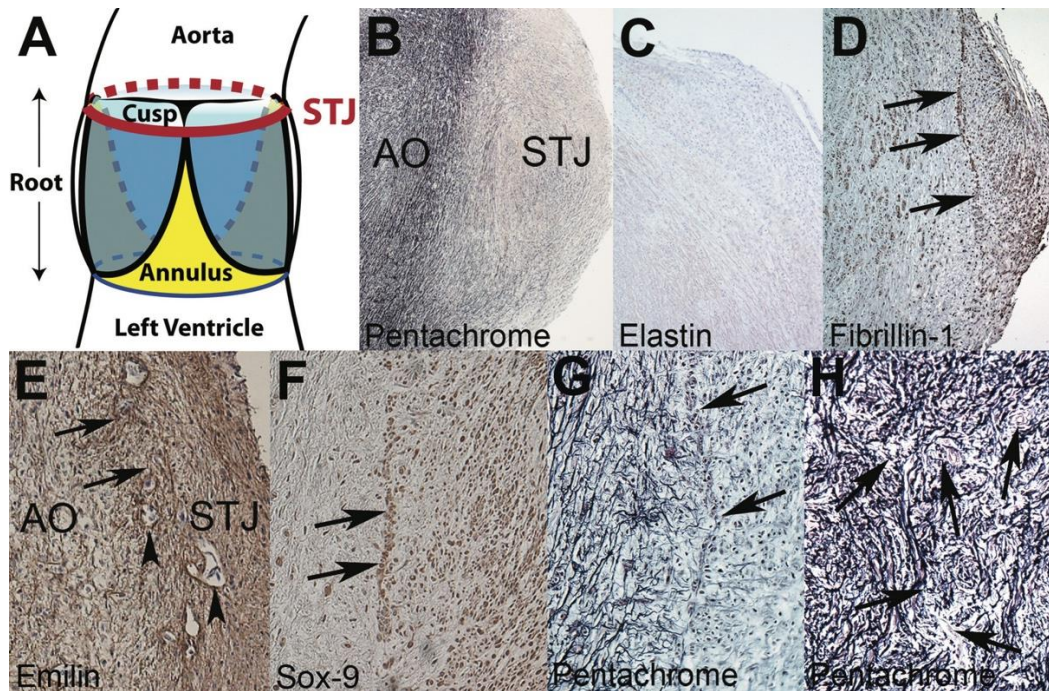 A
Aorta
Cusp
STJ
Root
Annulus
Left Ventricle
B
AO
STJ
Pentachrome
C
Elastin
D
Fibrillin-1
E
AO
STJ
Emilin
F
Sox-9
G
Pentachrome
H
Pentachrome